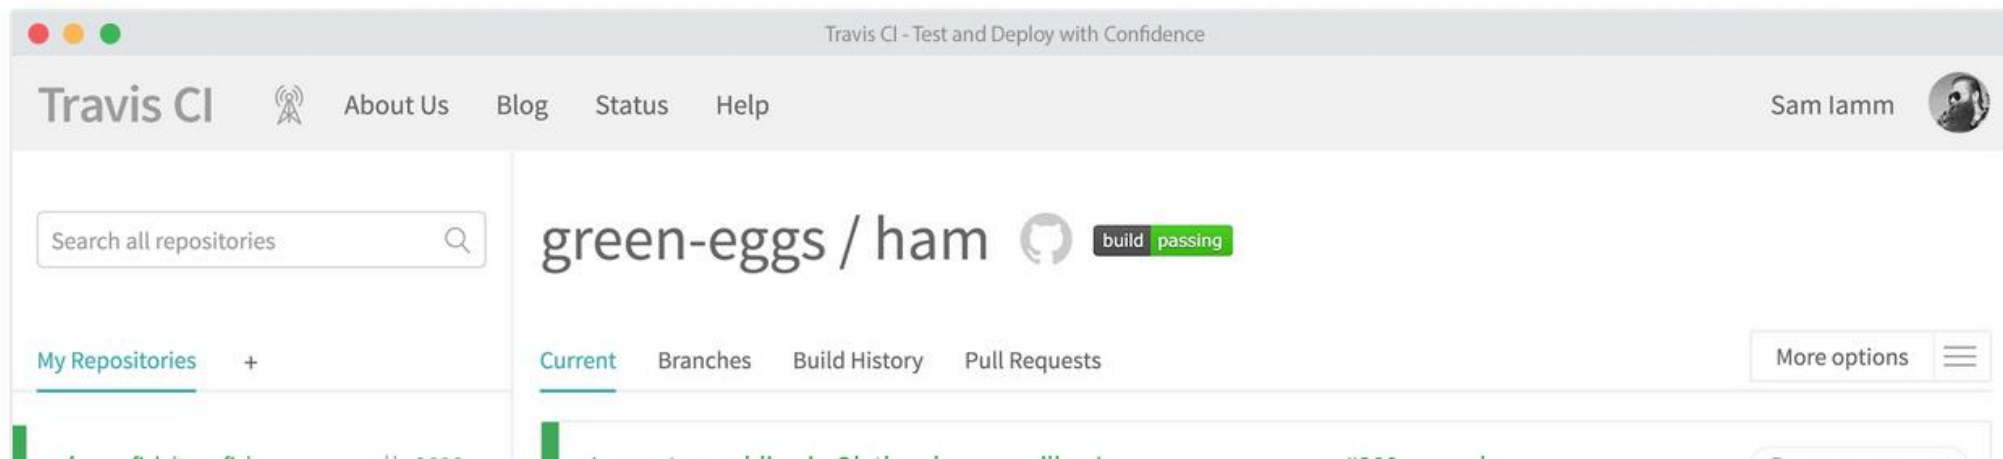 Travis CI - Test and Deploy with Confidence
Travis CI About Us Blog Status Help Sam Iamm
Search all repositories
green-eggs / ham build passing
My Repositories +
Current Branches Build History Pull Requests More options